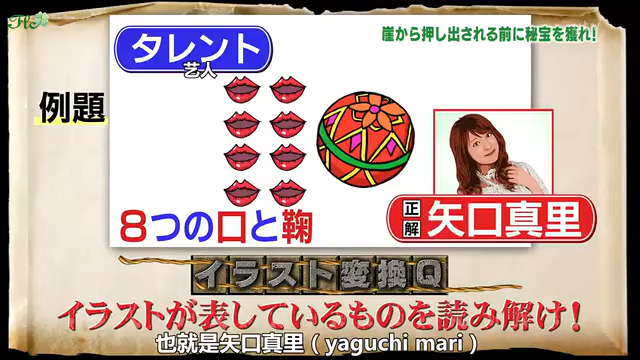 崖から押し出される前に秘宝を獲れ!
タレント
艺人
例題
8つの口と鞠
正解
矢口真里
イラスト変換Q
イラストが表しているものを読み解け!
也就是矢口真里(yaguchi mari)